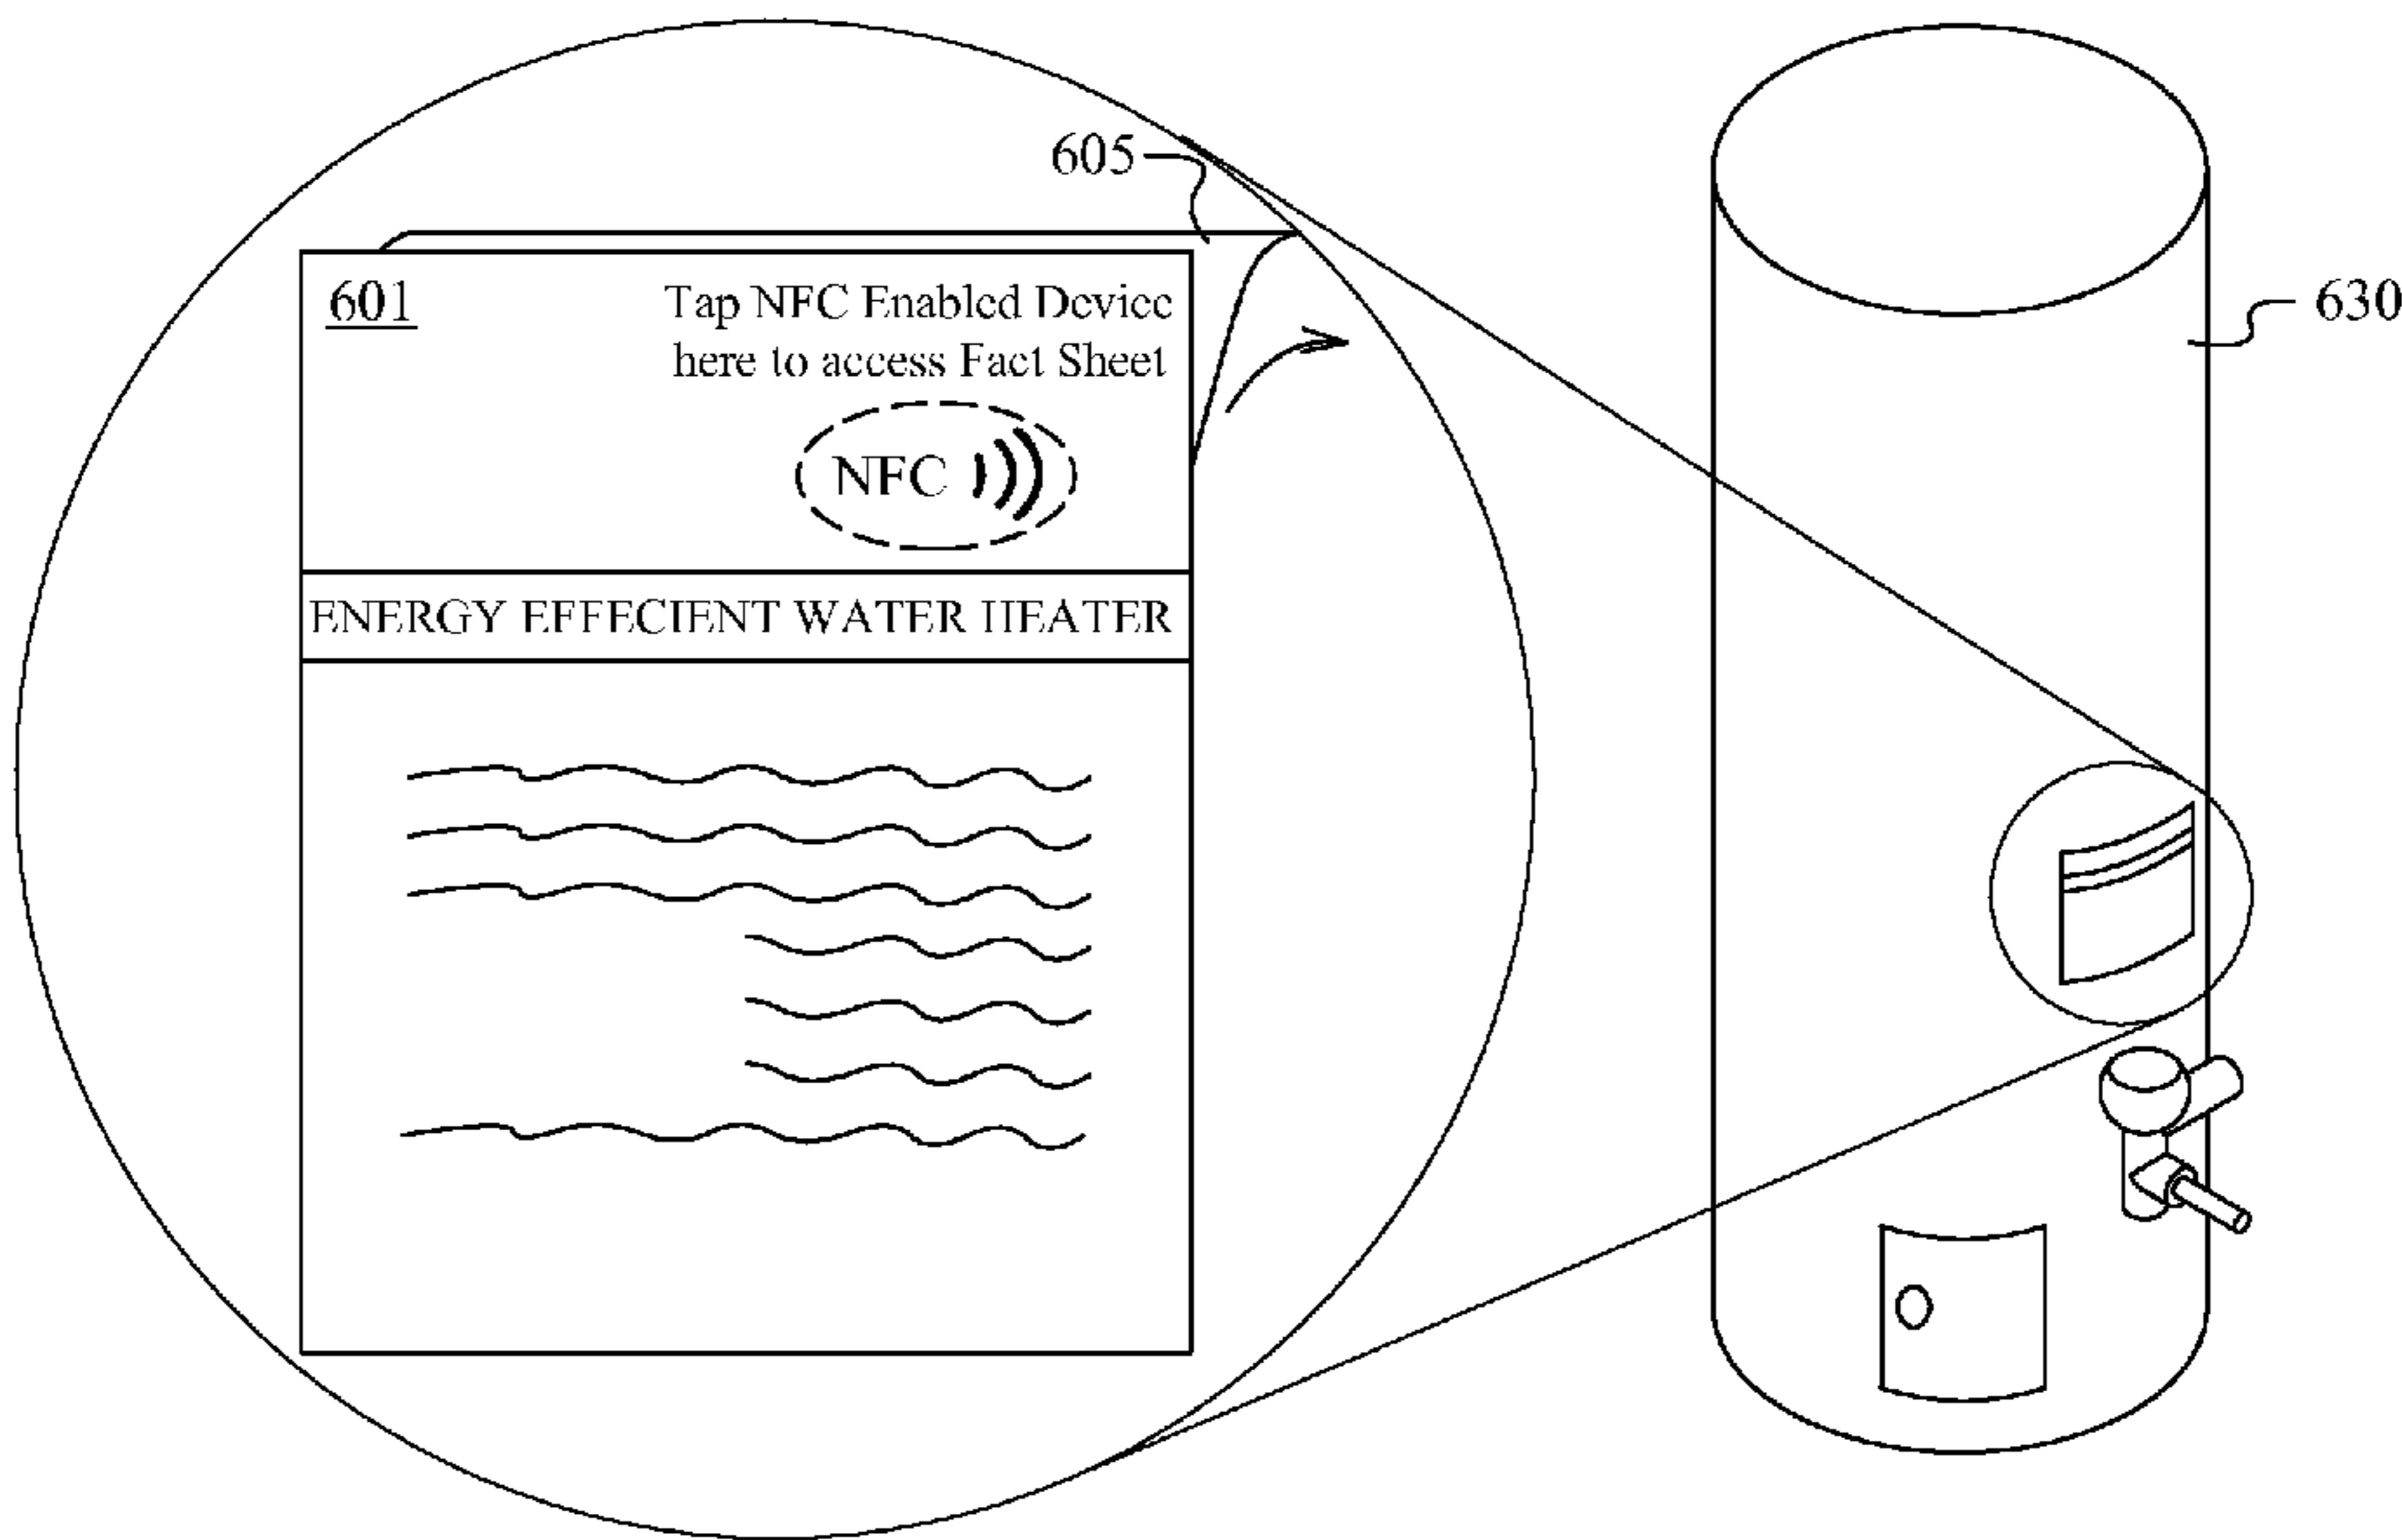 605
601
Tap NFC Enabled Device
here to access Fact Sheet
630
NFC
ENERGY EFFECIENT WATER HEATER